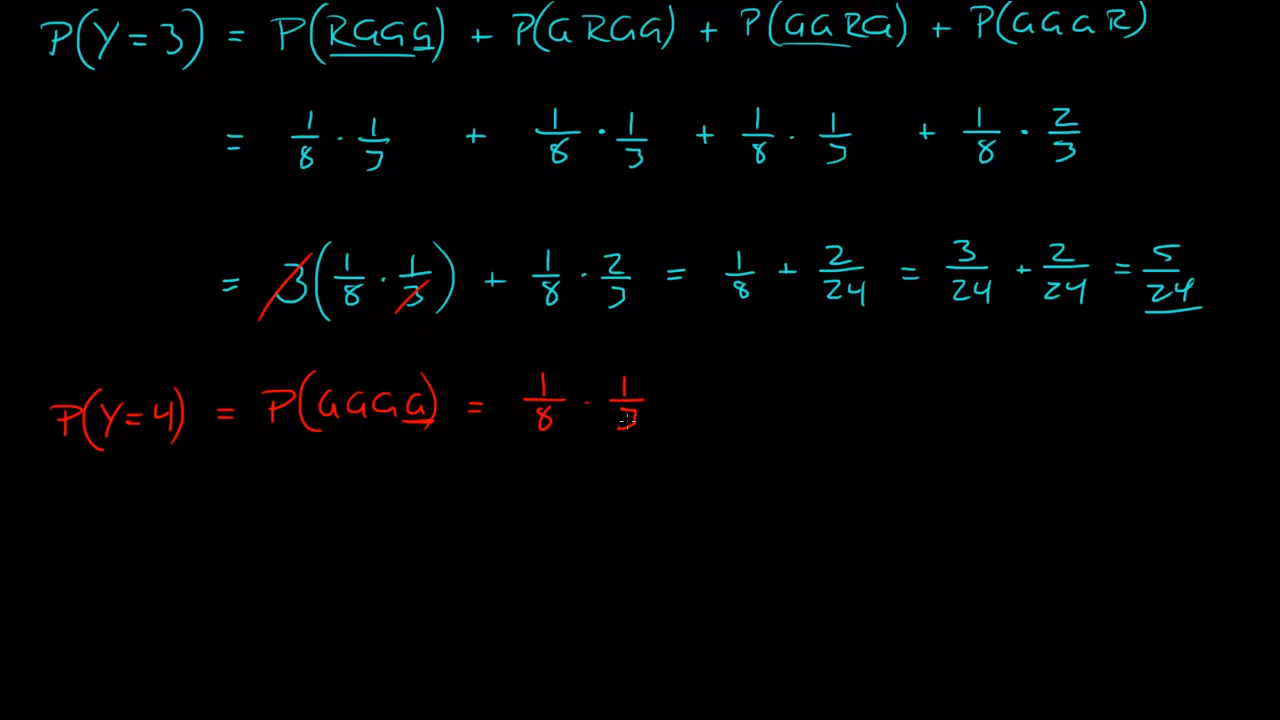 P(Y=3) = P(RGGG) + P(GRGG) + P(GGRG) + P(GGGR)
= 1/8 · 1/3 + 1/8 · 1/3 + 1/8 · 1/3 + 1/8 · 2/3
= 3(1/8 · 1/3) + 1/8 · 2/3 = 1/8 + 2/24 = 3/24 + 2/24 = 5/24
P(Y=4) = P(GGGG) = 1/8 · 1/3